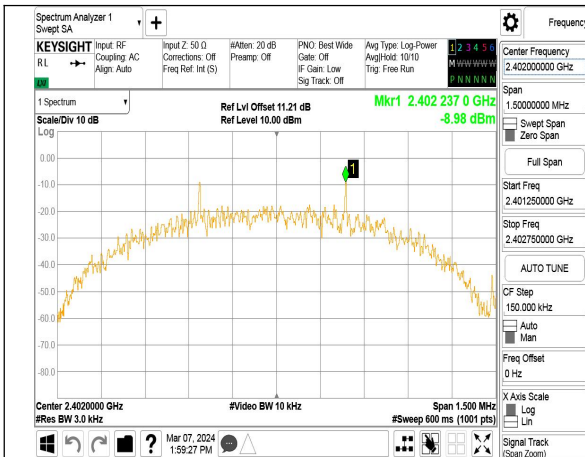 Spectrum Analyzer 1
Swept SA
Frequency
KEYSIGHT
RL
Input: RF
Coupling: AC
Align: Auto
Input Z: 50 Ω
Corrections: Off
Freq Ref: Int (S)
#Atten: 20 dB
Preamp: Off
PNO: Best Wide
Gate: Off
IF Gain: Low
Sig Track: Off
Avg Type: Log-Power
Avg|Hold: 10/10
Trig: Free Run
1 2 3 4 5 6
M W W W W W
P N N N N N
1 Spectrum
Scale/Div 10 dB
Ref Lvl Offset 11.21 dB
Ref Level 10.00 dBm
Mkr1 2.402 237 0 GHz
-8.98 dBm
Log
0.00
-10.0
-20.0
-30.0
-40.0
-50.0
-60.0
-70.0
-80.0
1
Center 2.4020000 GHz
#Res BW 3.0 kHz
#Video BW 10 kHz
Span 1.500 MHz
#Sweep 600 ms (1001 pts)
Mar 07, 2024
1:59:27 PM
Center Frequency
2.402000000 GHz
Span
1.50000000 MHz
Swept Span
Zero Span
Full Span
Start Freq
2.401250000 GHz
Stop Freq
2.402750000 GHz
AUTO TUNE
CF Step
150.000 kHz
Auto
Man
Freq Offset
0 Hz
X Axis Scale
Log
Lin
Signal Track
(Span Zoom)